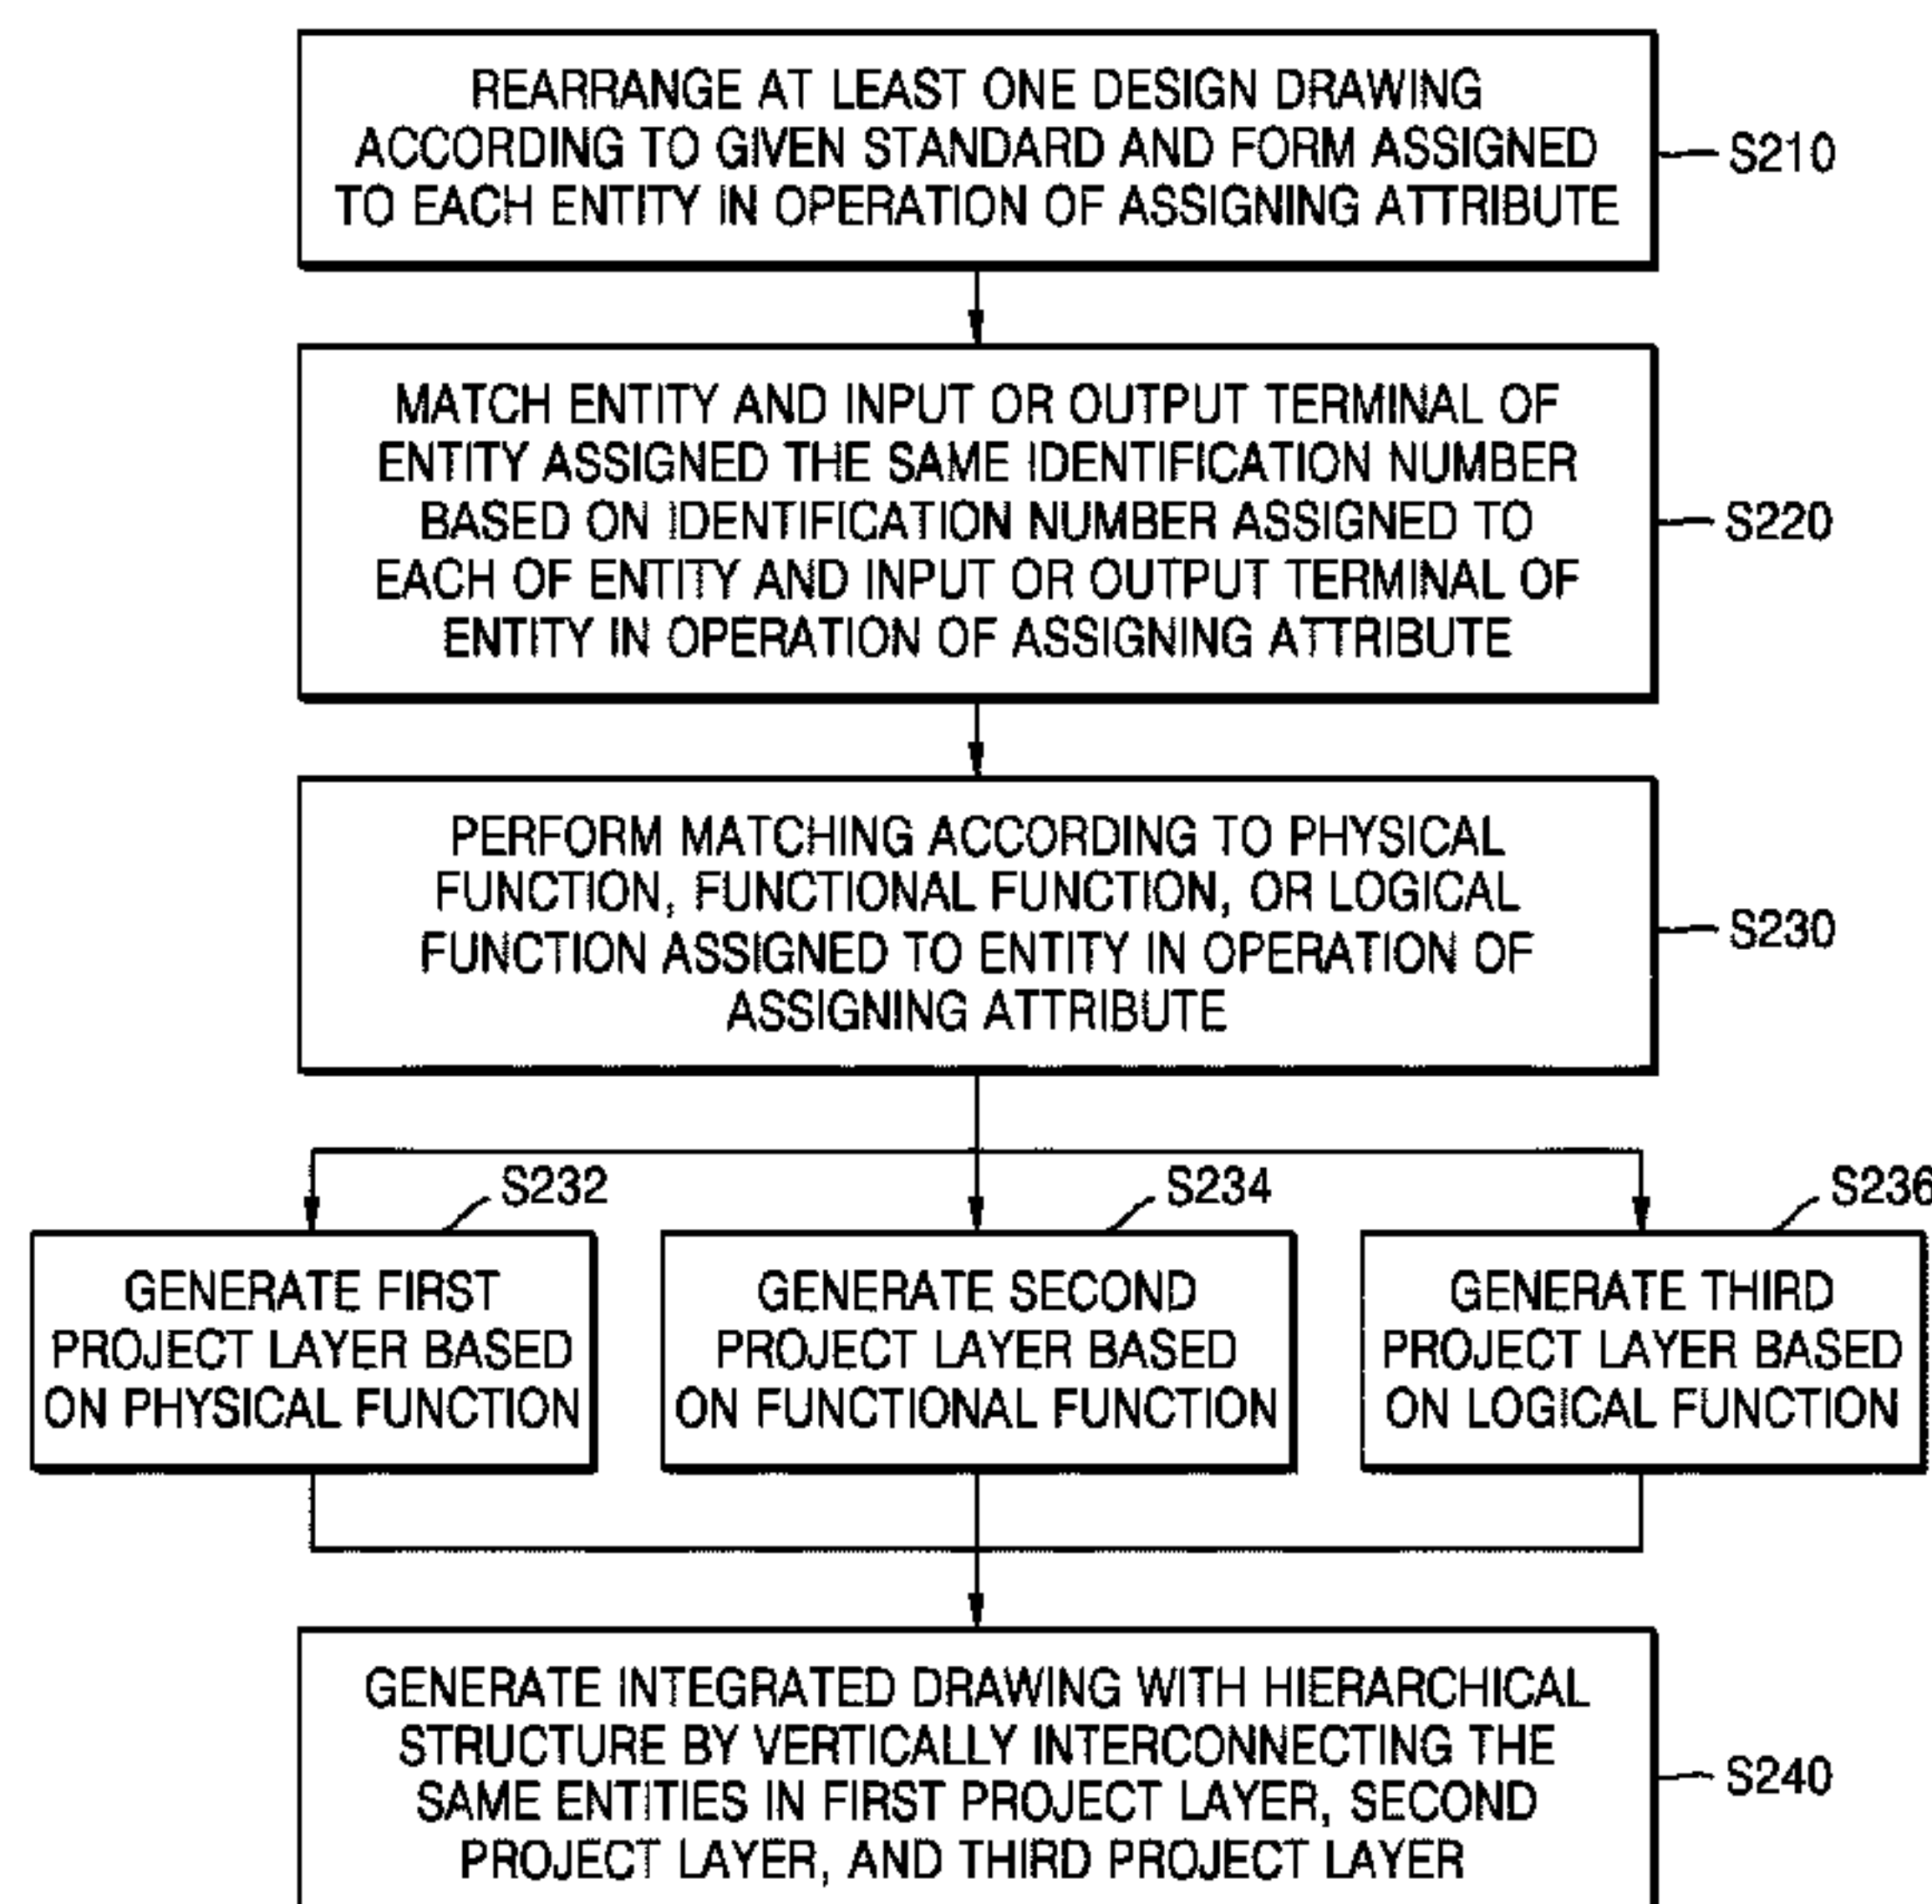 REARRANGE AT LEAST ONE DESIGN DRAWING
ACCORDING TO GIVEN STANDARD AND FORM ASSIGNED
TO EACH ENTITY IN OPERATION OF ASSIGNING ATTRIBUTE
S210
MATCH ENTITY AND INPUT OR OUTPUT TERMINAL OF
ENTITY ASSIGNED THE SAME IDENTIFICATION NUMBER
BASED ON IDENTIFICATION NUMBER ASSIGNED TO
EACH OF ENTITY AND INPUT OR OUTPUT TERMINAL OF
ENTITY IN OPERATION OF ASSIGNING ATTRIBUTE
S220
PERFORM MATCHING ACCORDING TO PHYSICAL
FUNCTION, FUNCTIONAL FUNCTION, OR LOGICAL
FUNCTION ASSIGNED TO ENTITY IN OPERATION OF
ASSIGNING ATTRIBUTE
S230
S232
GENERATE FIRST
PROJECT LAYER BASED
ON PHYSICAL FUNCTION
S234
GENERATE SECOND
PROJECT LAYER BASED
ON FUNCTIONAL FUNCTION
S236
GENERATE THIRD
PROJECT LAYER BASED
ON LOGICAL FUNCTION
GENERATE INTEGRATED DRAWING WITH HIERARCHICAL
STRUCTURE BY VERTICALLY INTERCONNECTING THE
SAME ENTITIES IN FIRST PROJECT LAYER, SECOND
PROJECT LAYER, AND THIRD PROJECT LAYER
S240